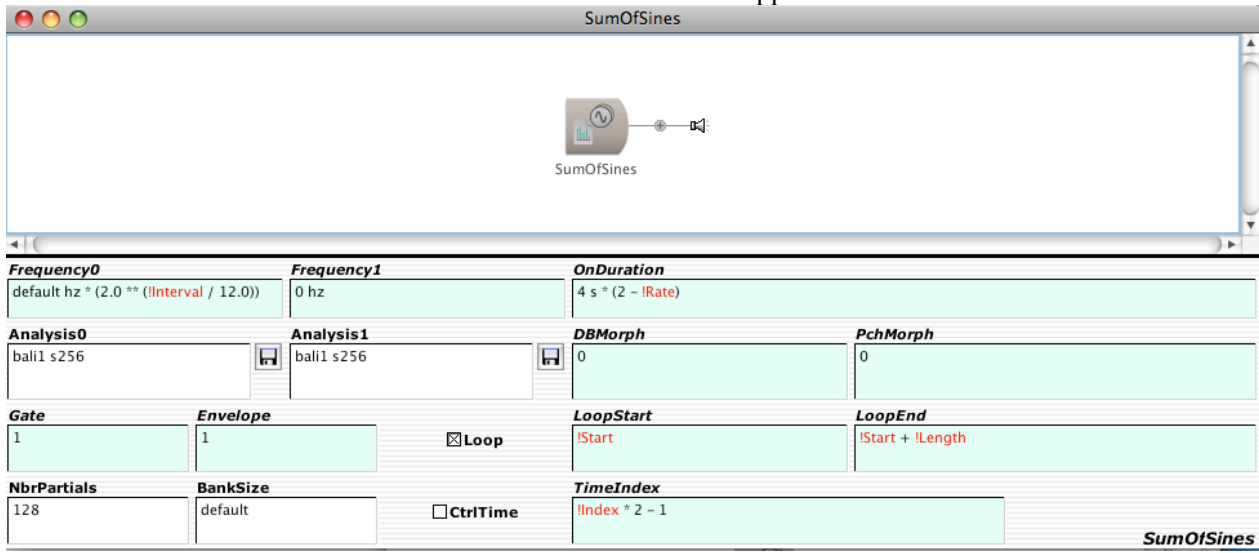 SumOfSines
SumOfSines
Frequency0 Frequency1 OnDuration
default hz * (2.0 ** (!Interval / 12.0)) 0 hz 4 s * (2 - !Rate)
Analysis0 Analysis1 DBMorph PchMorph
bali1 s256 bali1 s256 0 0
Gate Envelope LoopStart LoopEnd
1 1 Loop !Start !Start + !Length
NbrPartials BankSize TimeIndex
128 default CtrlTime !Index * 2 - 1
SumOfSines